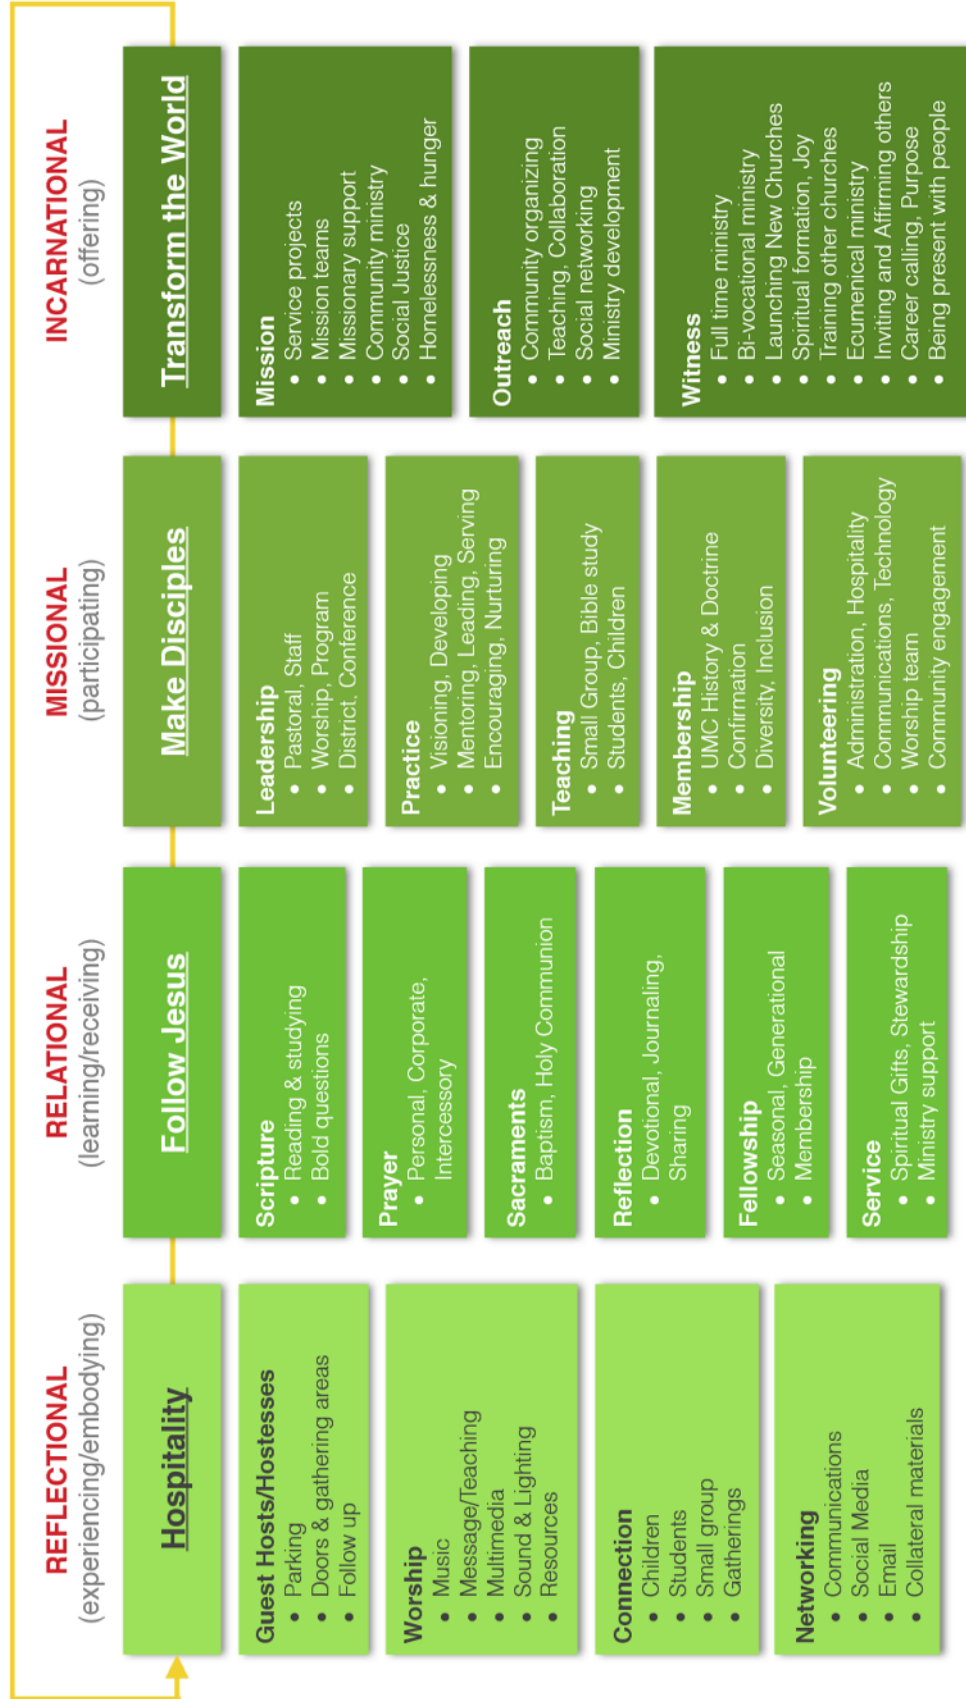 REFLECTIONAL
(experiencing/embodying)
Hospitality
Guest Hosts/Hostesses
• Parking
• Doors & gathering areas
• Follow up
Worship
• Music
• Message/Teaching
• Multimedia
• Sound & Lighting
• Resources
Connection
• Children
• Students
• Small group
• Gatherings
Networking
• Communications
• Social Media
• Email
• Collateral materials
RELATIONAL
(learning/receiving)
Follow Jesus
Scripture
• Reading & studying
• Bold questions
Prayer
• Personal, Corporate,
Intercessory
Sacraments
• Baptism, Holy Communion
Reflection
• Devotional, Journaling,
Sharing
Fellowship
• Seasonal, Generational
• Membership
Service
• Spiritual Gifts, Stewardship
• Ministry support
MISSIONAL
(participating)
Make Disciples
Leadership
• Pastoral, Staff
• Worship, Program
• District, Conference
Practice
• Visioning, Developing
• Mentoring, Leading, Serving
• Encouraging, Nurturing
Teaching
• Small Group, Bible study
• Students, Children
Membership
• UMC History & Doctrine
• Confirmation
• Diversity, Inclusion
Volunteering
• Administration, Hospitality
• Communications, Technology
• Worship team
• Community engagement
INCARNATIONAL
(offering)
Transform the World
Mission
• Service projects
• Mission teams
• Missionary support
• Community ministry
• Social Justice
• Homelessness & hunger
Outreach
• Community organizing
• Teaching, Collaboration
• Social networking
• Ministry development
Witness
• Full time ministry
• Bi-vocational ministry
• Launching New Churches
• Spiritual formation, Joy
• Training other churches
• Ecumenical ministry
• Inviting and Affirming others
• Career calling, Purpose
• Being present with people